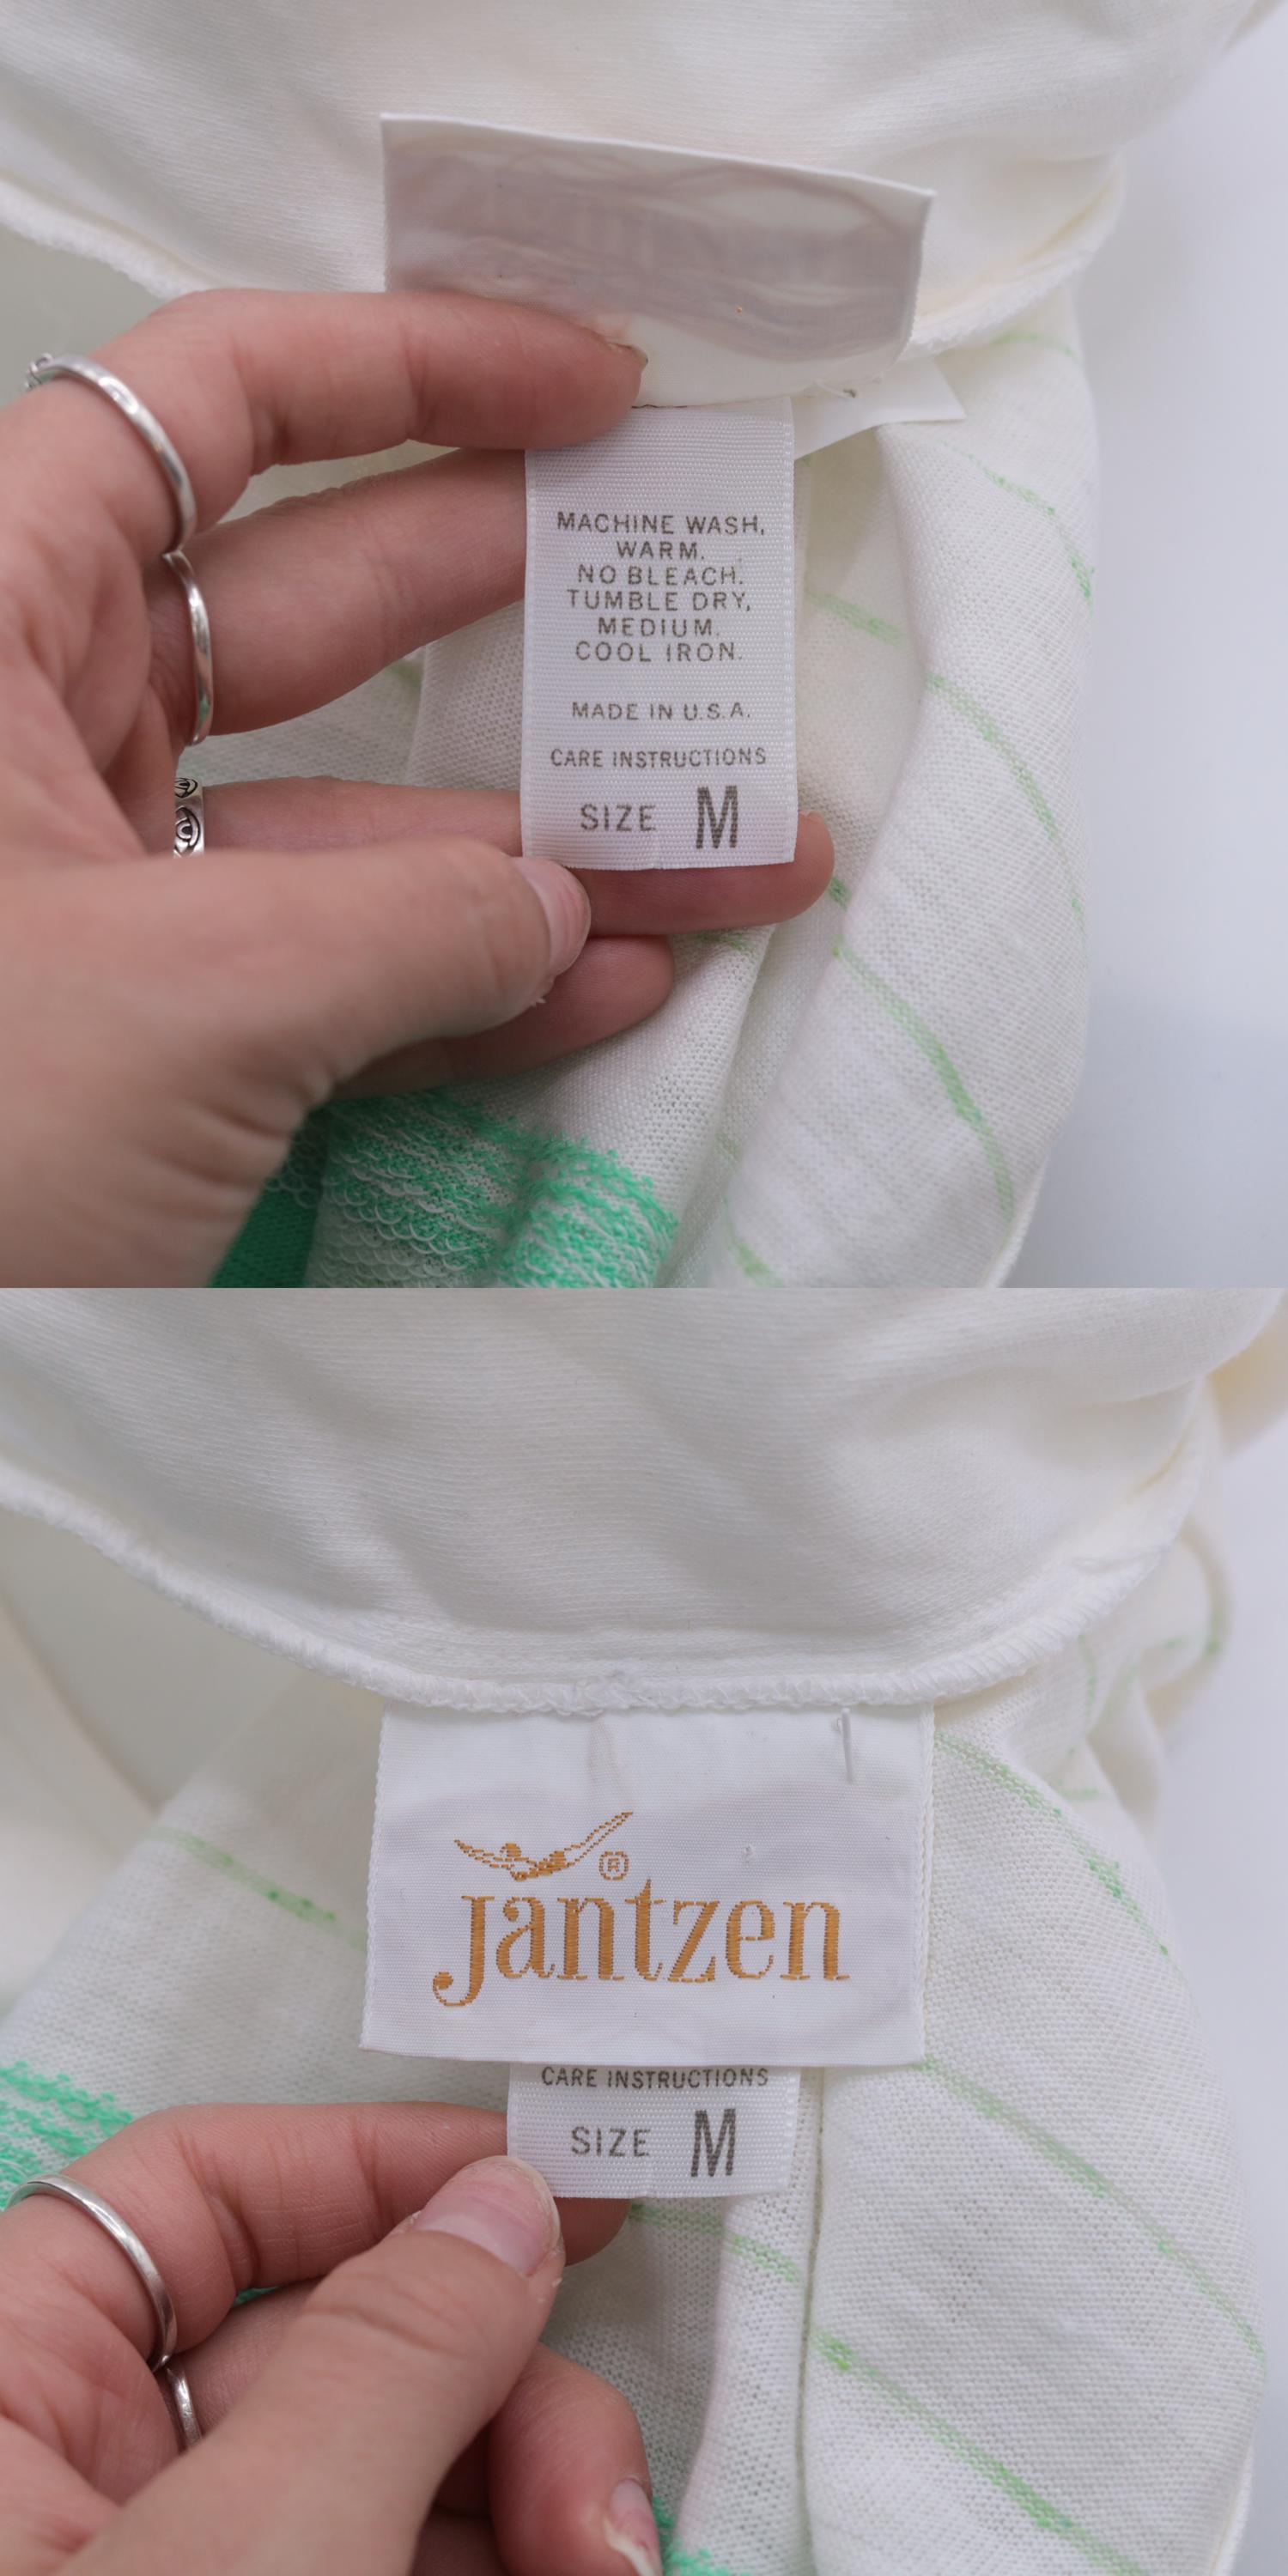 MACHINE WASH,
WARM.
NO BLEACH.
TUMBLE DRY,
MEDIUM.
COOL IRON.
MADE IN U.S.A.
CARE INSTRUCTIONS
SIZE M
®
jantzen
CARE INSTRUCTIONS
SIZE M